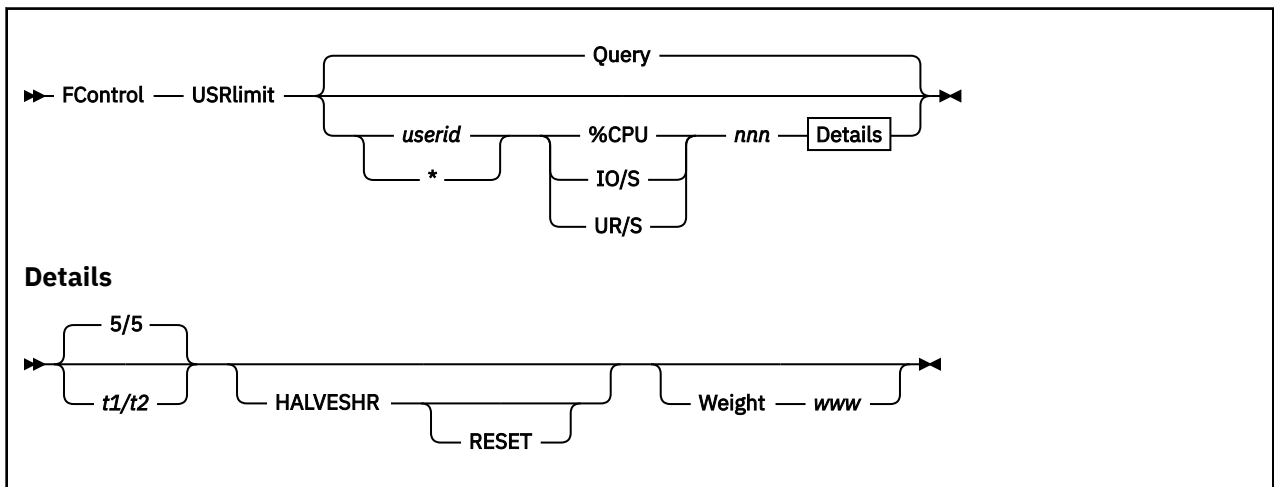 Query
FControl USRlimit
userid %CPU nnn Details
* IO/S
UR/S
Details
5/5
t1/t2 HALVESHR Weight www
RESET